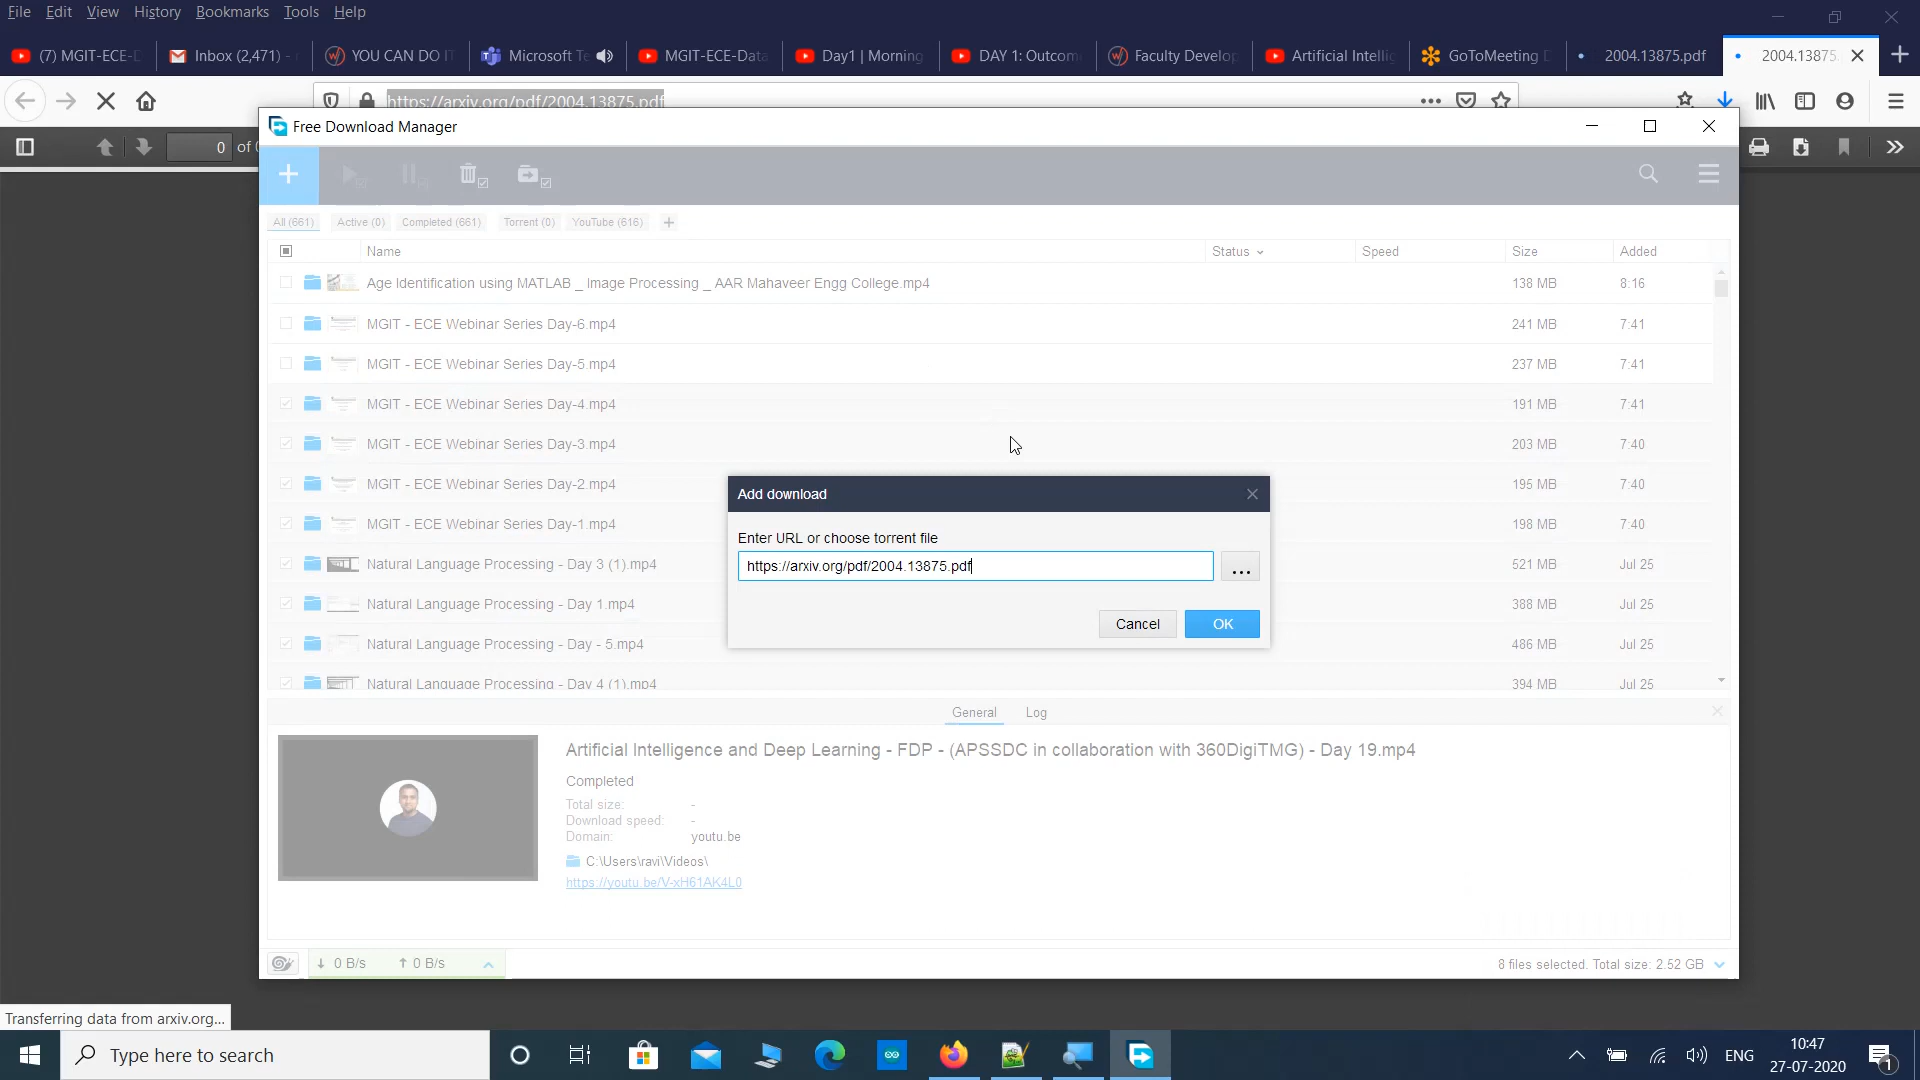 File Edit View History Bookmarks Tools Help
(7) MGIT-ECE-D
Inbox (2,471) -
YOU CAN DO IT
Microsoft Te
MGIT-ECE-Data
Day1 | Morning
DAY 1: Outcom
Faculty Develop
Artificial Intellig
GoToMeeting D
2004.13875.pdf
2004.13875.
https://arxiv.org/pdf/2004.13875.pdf
0 of 0
Free Download Manager
All (661) Active (0) Completed (661) Torrent (0) YouTube (616) +
Name Status Speed Size Added
Age Identification using MATLAB _ Image Processing _ AAR Mahaveer Engg College.mp4 138 MB 8:16
MGIT - ECE Webinar Series Day-6.mp4 241 MB 7:41
MGIT - ECE Webinar Series Day-5.mp4 237 MB 7:41
MGIT - ECE Webinar Series Day-4.mp4 191 MB 7:41
MGIT - ECE Webinar Series Day-3.mp4 203 MB 7:40
MGIT - ECE Webinar Series Day-2.mp4 195 MB 7:40
MGIT - ECE Webinar Series Day-1.mp4 198 MB 7:40
Natural Language Processing - Day 3 (1).mp4 521 MB Jul 25
Natural Language Processing - Day 1.mp4 388 MB Jul 25
Natural Language Processing - Day - 5.mp4 486 MB Jul 25
Natural Language Processing - Day 4 (1).mp4 394 MB Jul 25
Add download
Enter URL or choose torrent file
https://arxiv.org/pdf/2004.13875.pdf
...
Cancel OK
General Log
Artificial Intelligence and Deep Learning - FDP - (APSSDC in collaboration with 360DigiTMG) - Day 19.mp4
Completed
Total size: -
Download speed: -
Domain: youtu.be
C:\Users\ravi\Videos\
https://youtu.be/V-xH61AK4L0
0 B/s 0 B/s
8 files selected. Total size: 2.52 GB
Transferring data from arxiv.org...
Type here to search
ENG
10:47
27-07-2020
1